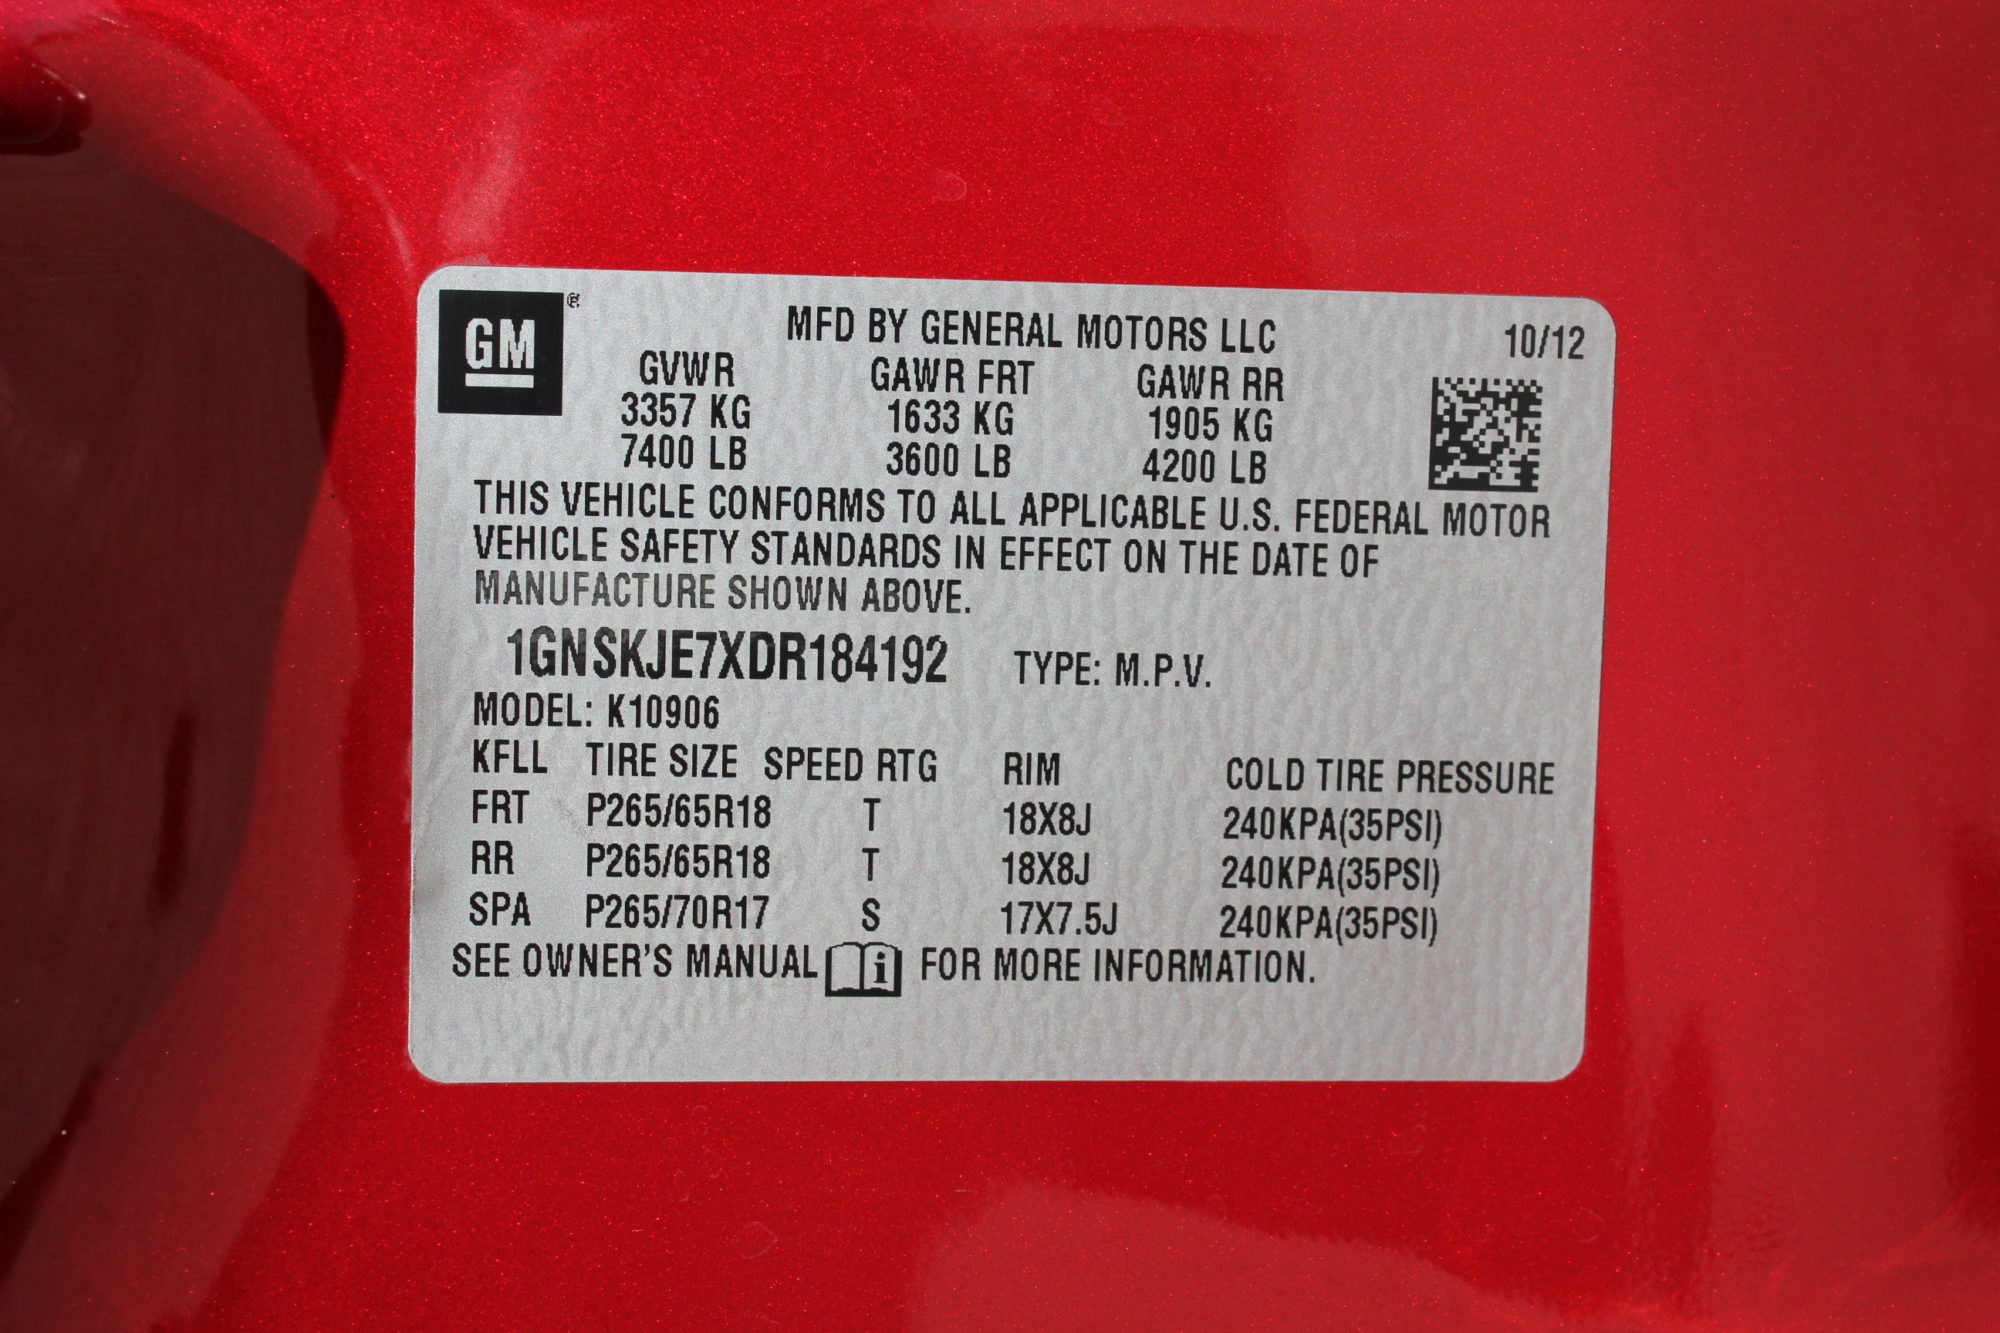 GM ®
MFD BY GENERAL MOTORS LLC 10/12
GVWR GAWR FRT GAWR RR
3357 KG 1633 KG 1905 KG
7400 LB 3600 LB 4200 LB
THIS VEHICLE CONFORMS TO ALL APPLICABLE U.S. FEDERAL MOTOR
VEHICLE SAFETY STANDARDS IN EFFECT ON THE DATE OF
MANUFACTURE SHOWN ABOVE.
1GNSKJE7XDR184192 TYPE: M.P.V.
MODEL: K10906
KFLL TIRE SIZE SPEED RTG RIM COLD TIRE PRESSURE
FRT P265/65R18 T 18X8J 240KPA(35PSI)
RR P265/65R18 T 18X8J 240KPA(35PSI)
SPA P265/70R17 S 17X7.5J 240KPA(35PSI)
SEE OWNER'S MANUAL i FOR MORE INFORMATION.